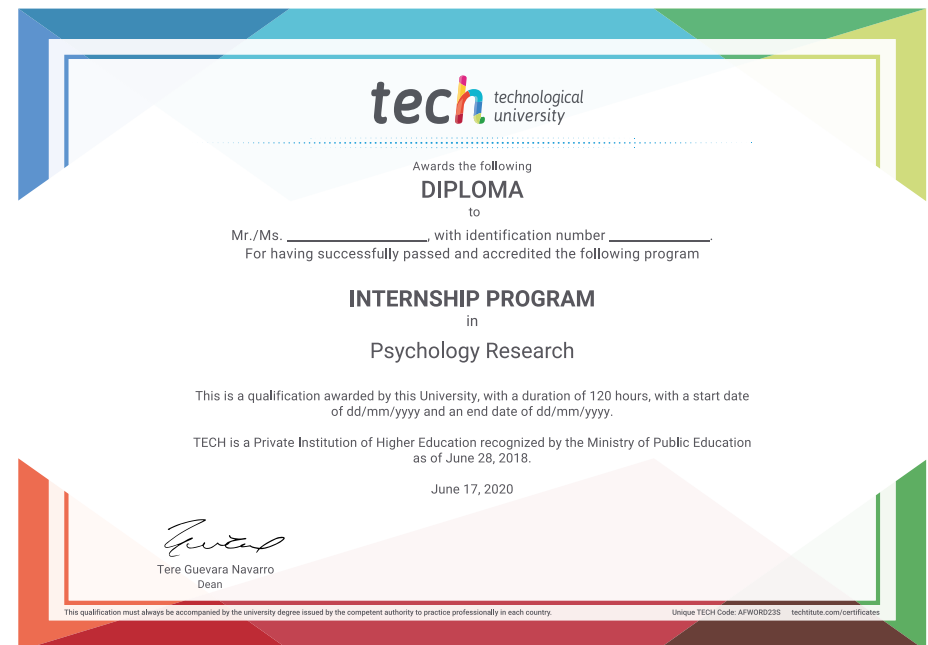 tech technological
university
Awards the following
DIPLOMA
to
Mr./Ms. ____________, with identification number _________.
For having successfully passed and accredited the following program
INTERNSHIP PROGRAM
in
Psychology Research
This is a qualification awarded by this University, with a duration of 120 hours, with a start date
of dd/mm/yyyy and an end date of dd/mm/yyyy.
TECH is a Private Institution of Higher Education recognized by the Ministry of Public Education
as of June 28, 2018.
June 17, 2020
Tere Guevara Navarro
Dean
This qualification must always be accompanied by the university degree issued by the competent authority to practice professionally in each country.
Unique TECH Code: AFWORD23S techtitute.com/certificates